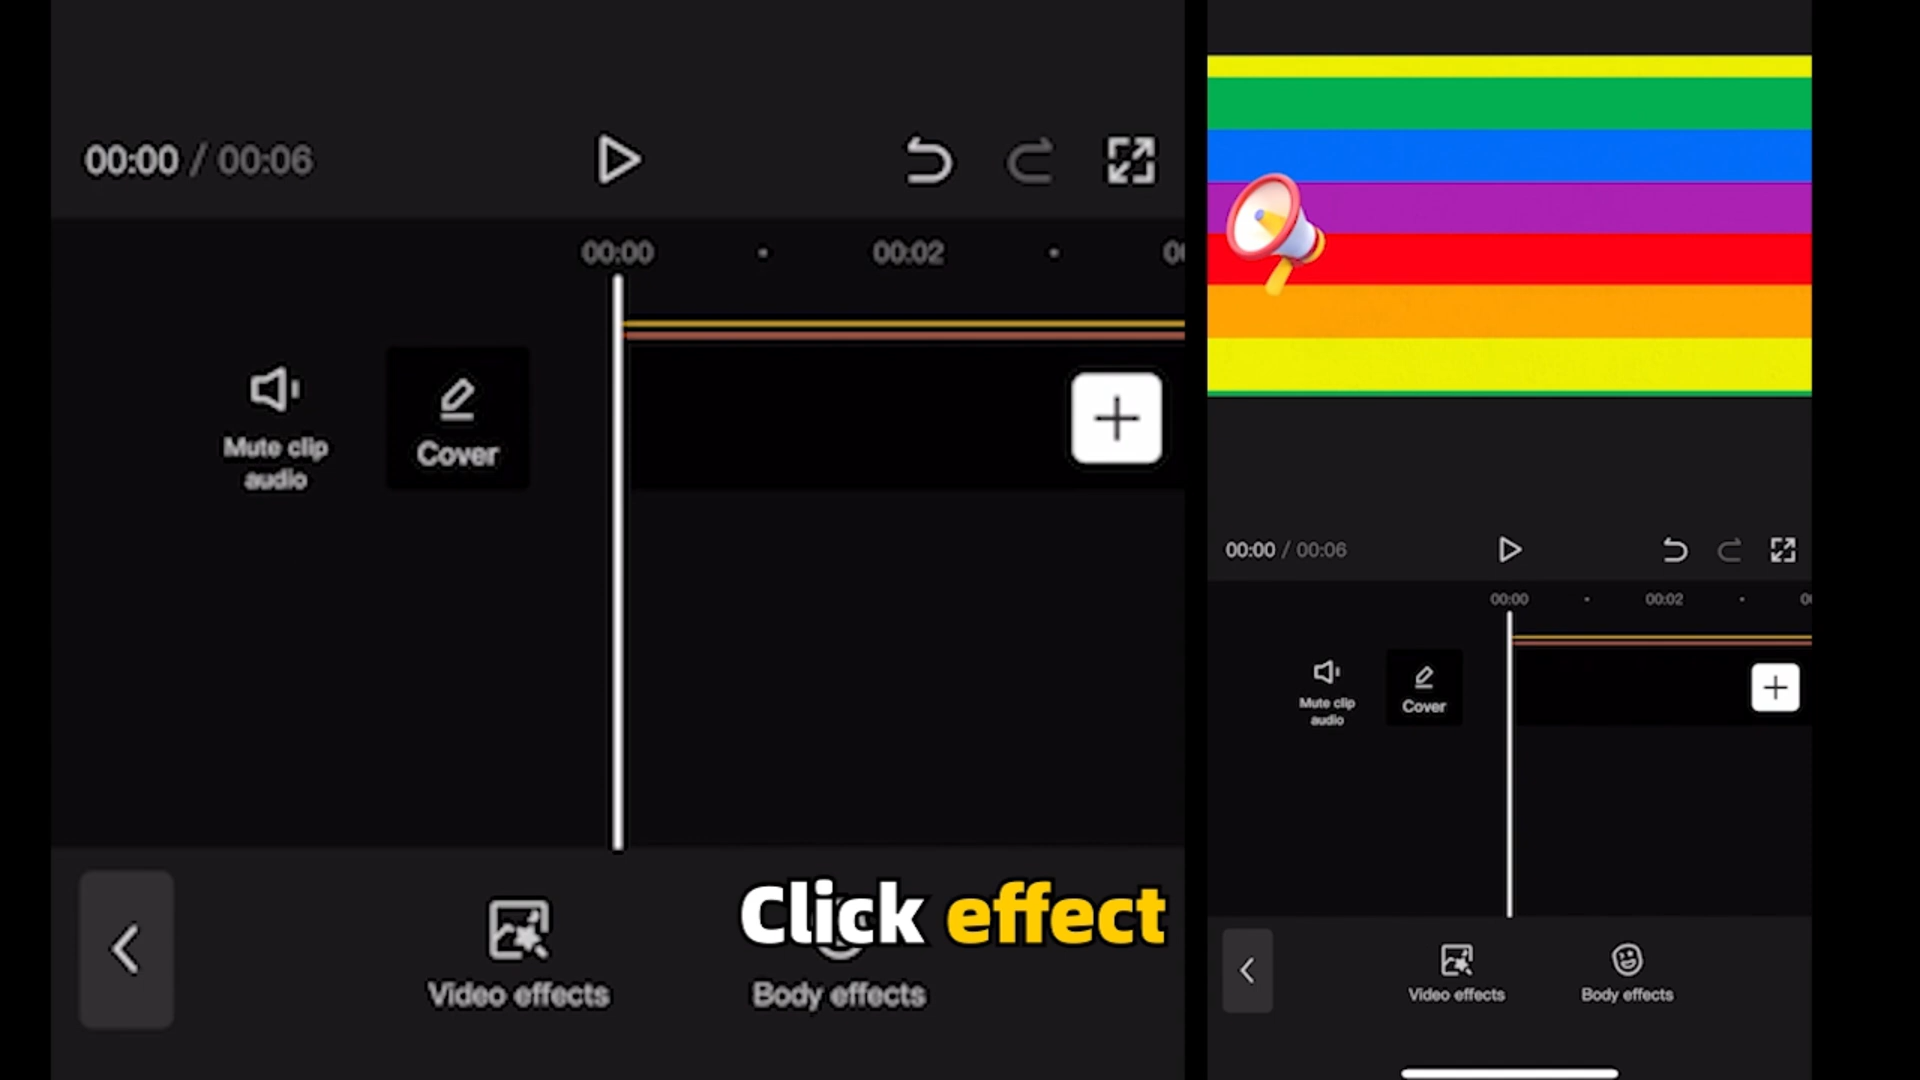 00:00 / 00:06
00:00 • 00:02 •
Mute clip
audio
Cover
Click effect
Video effects
Body effects
00:00 / 00:06
00:00 • 00:02 •
Mute clip
audio
Cover
Video effects
Body effects